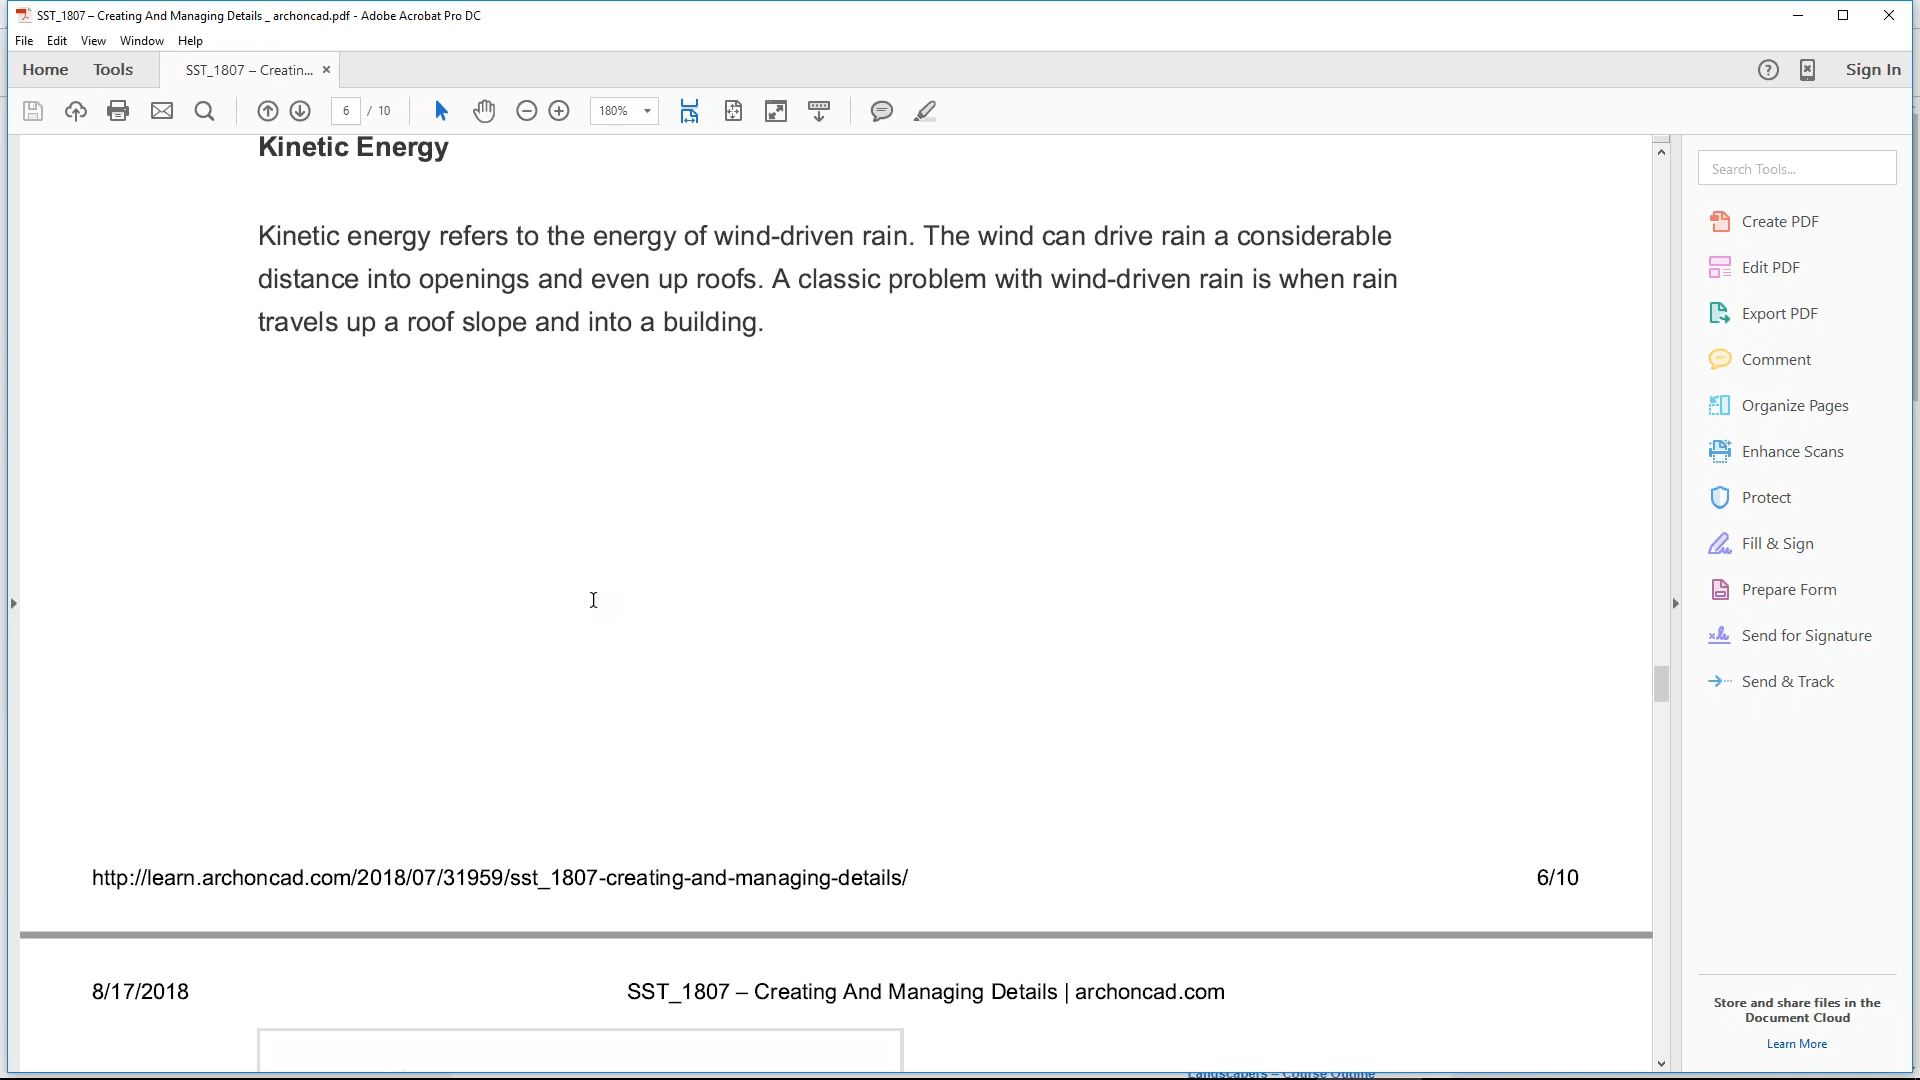 SST_1807 – Creating And Managing Details _ archoncad.pdf - Adobe Acrobat Pro DC
File Edit View Window Help
Home Tools SST_1807 – Creatin... × Sign In
6 / 10 180%
Kinetic Energy
Kinetic energy refers to the energy of wind-driven rain. The wind can drive rain a considerable
distance into openings and even up roofs. A classic problem with wind-driven rain is when rain
travels up a roof slope and into a building.
http://learn.archoncad.com/2018/07/31959/sst_1807-creating-and-managing-details/ 6/10
8/17/2018 SST_1807 – Creating And Managing Details | archoncad.com
Search Tools...
Create PDF
Edit PDF
Export PDF
Comment
Organize Pages
Enhance Scans
Protect
Fill & Sign
Prepare Form
Send for Signature
Send & Track
Store and share files in the
Document Cloud
Learn More
Landscapers – Course Outline